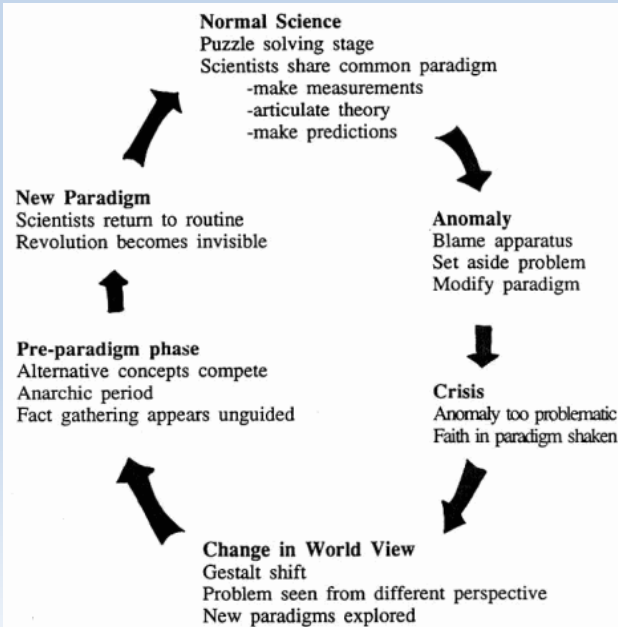 Normal Science
Puzzle solving stage
Scientists share common paradigm
-make measurements
-articulate theory
-make predictions
Anomaly
Blame apparatus
Set aside problem
Modify paradigm
Crisis
Anomaly too problematic
Faith in paradigm shaken
Change in World View
Gestalt shift
Problem seen from different perspective
New paradigms explored
Pre-paradigm phase
Alternative concepts compete
Anarchic period
Fact gathering appears unguided
New Paradigm
Scientists return to routine
Revolution becomes invisible